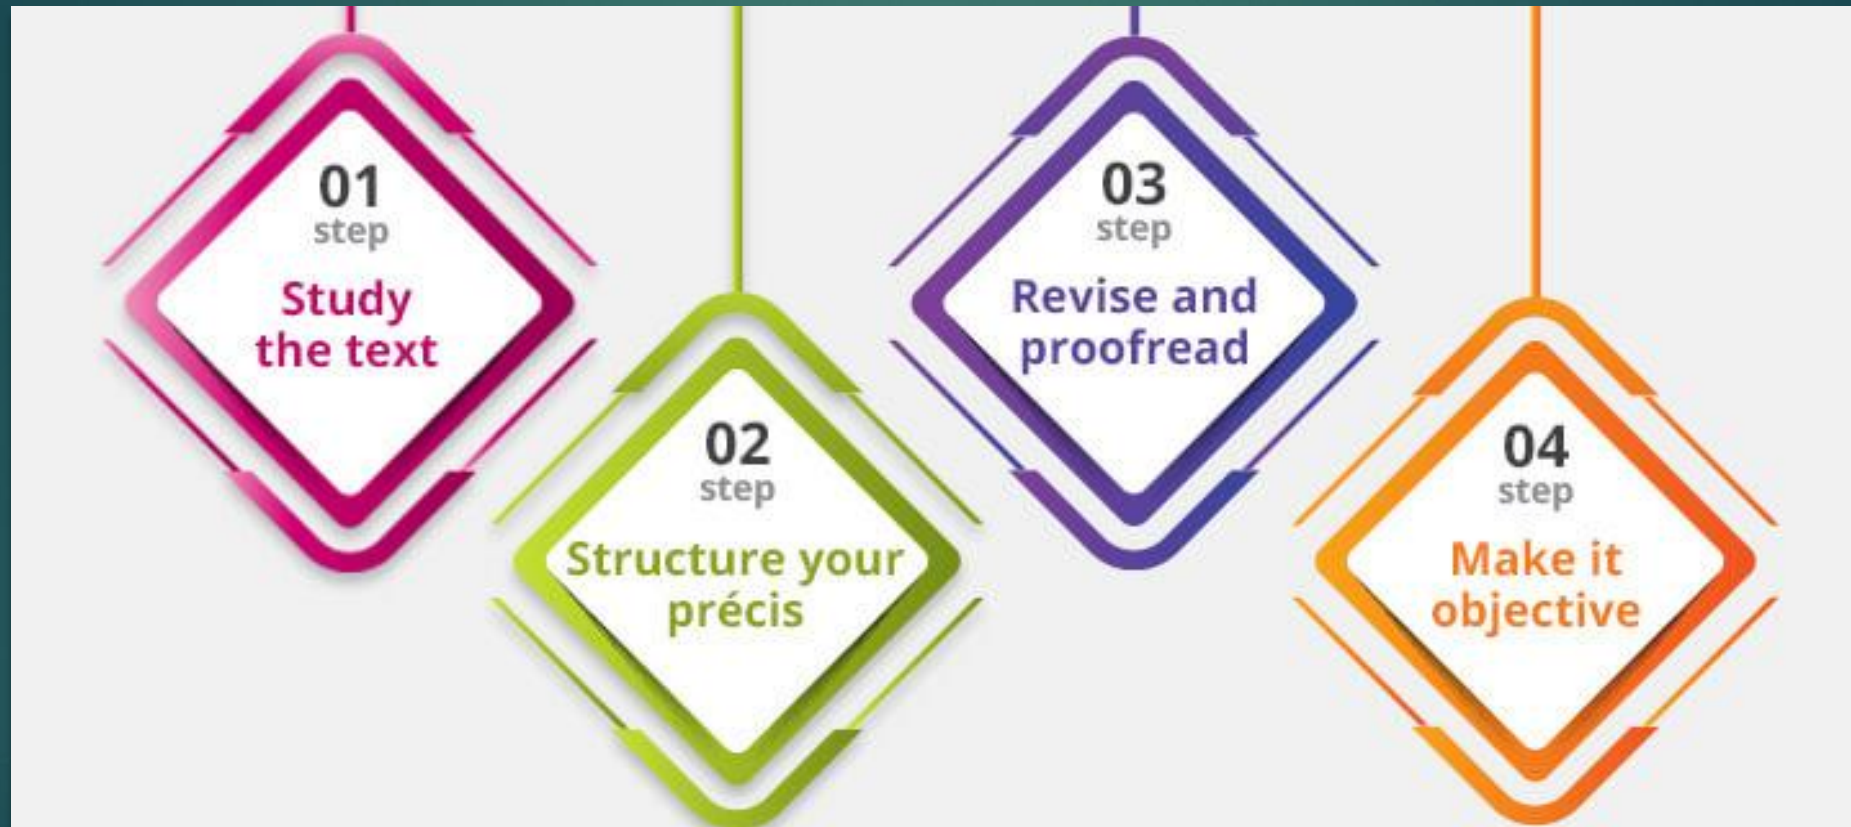 01
step
Study
the text
02
step
Structure your
précis
03
step
Revise and
proofread
04
step
Make it
objective